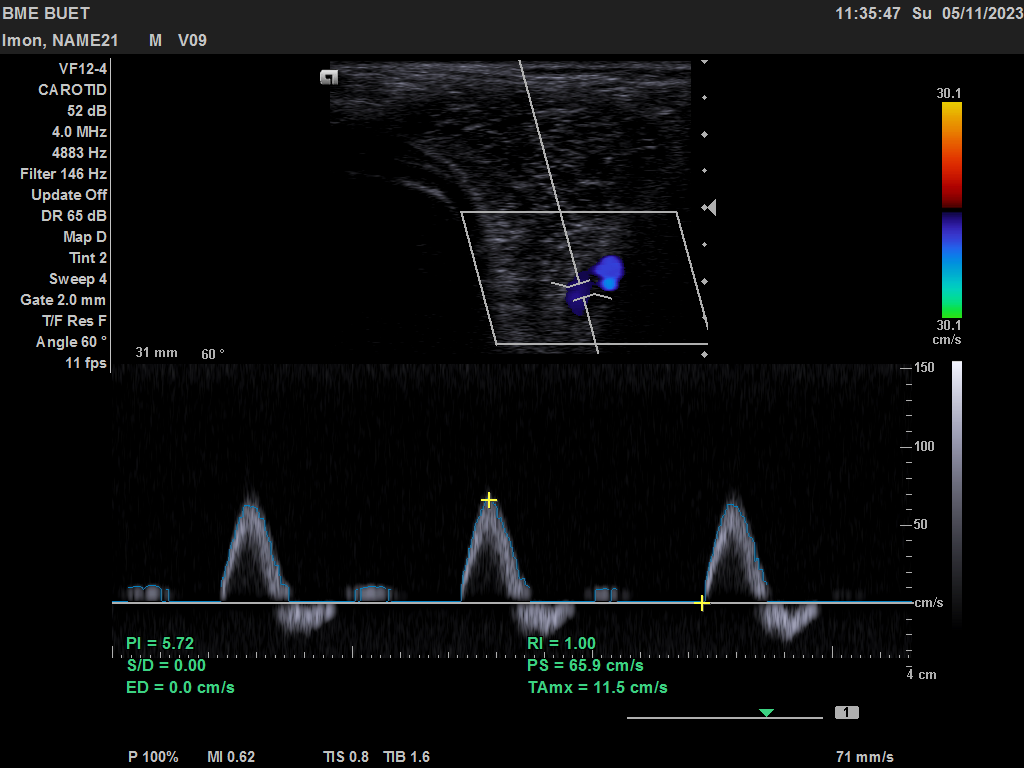 BME BUET 11:35:47 Su 05/11/2023
Imon, NAME21 M V09
VF12-4
CAROTID
52 dB
4.0 MHz
4883 Hz
Filter 146 Hz
Update Off
DR 65 dB
Map D
Tint 2
Sweep 4
Gate 2.0 mm
T/F Res F
Angle 60 °
11 fps
31 mm 60 °
30.1
30.1
cm/s
150
100
50
cm/s
4 cm
PI = 5.72 RI = 1.00
S/D = 0.00 PS = 65.9 cm/s
ED = 0.0 cm/s TAmx = 11.5 cm/s
1
P 100% MI 0.62 TIS 0.8 TIB 1.6 71 mm/s